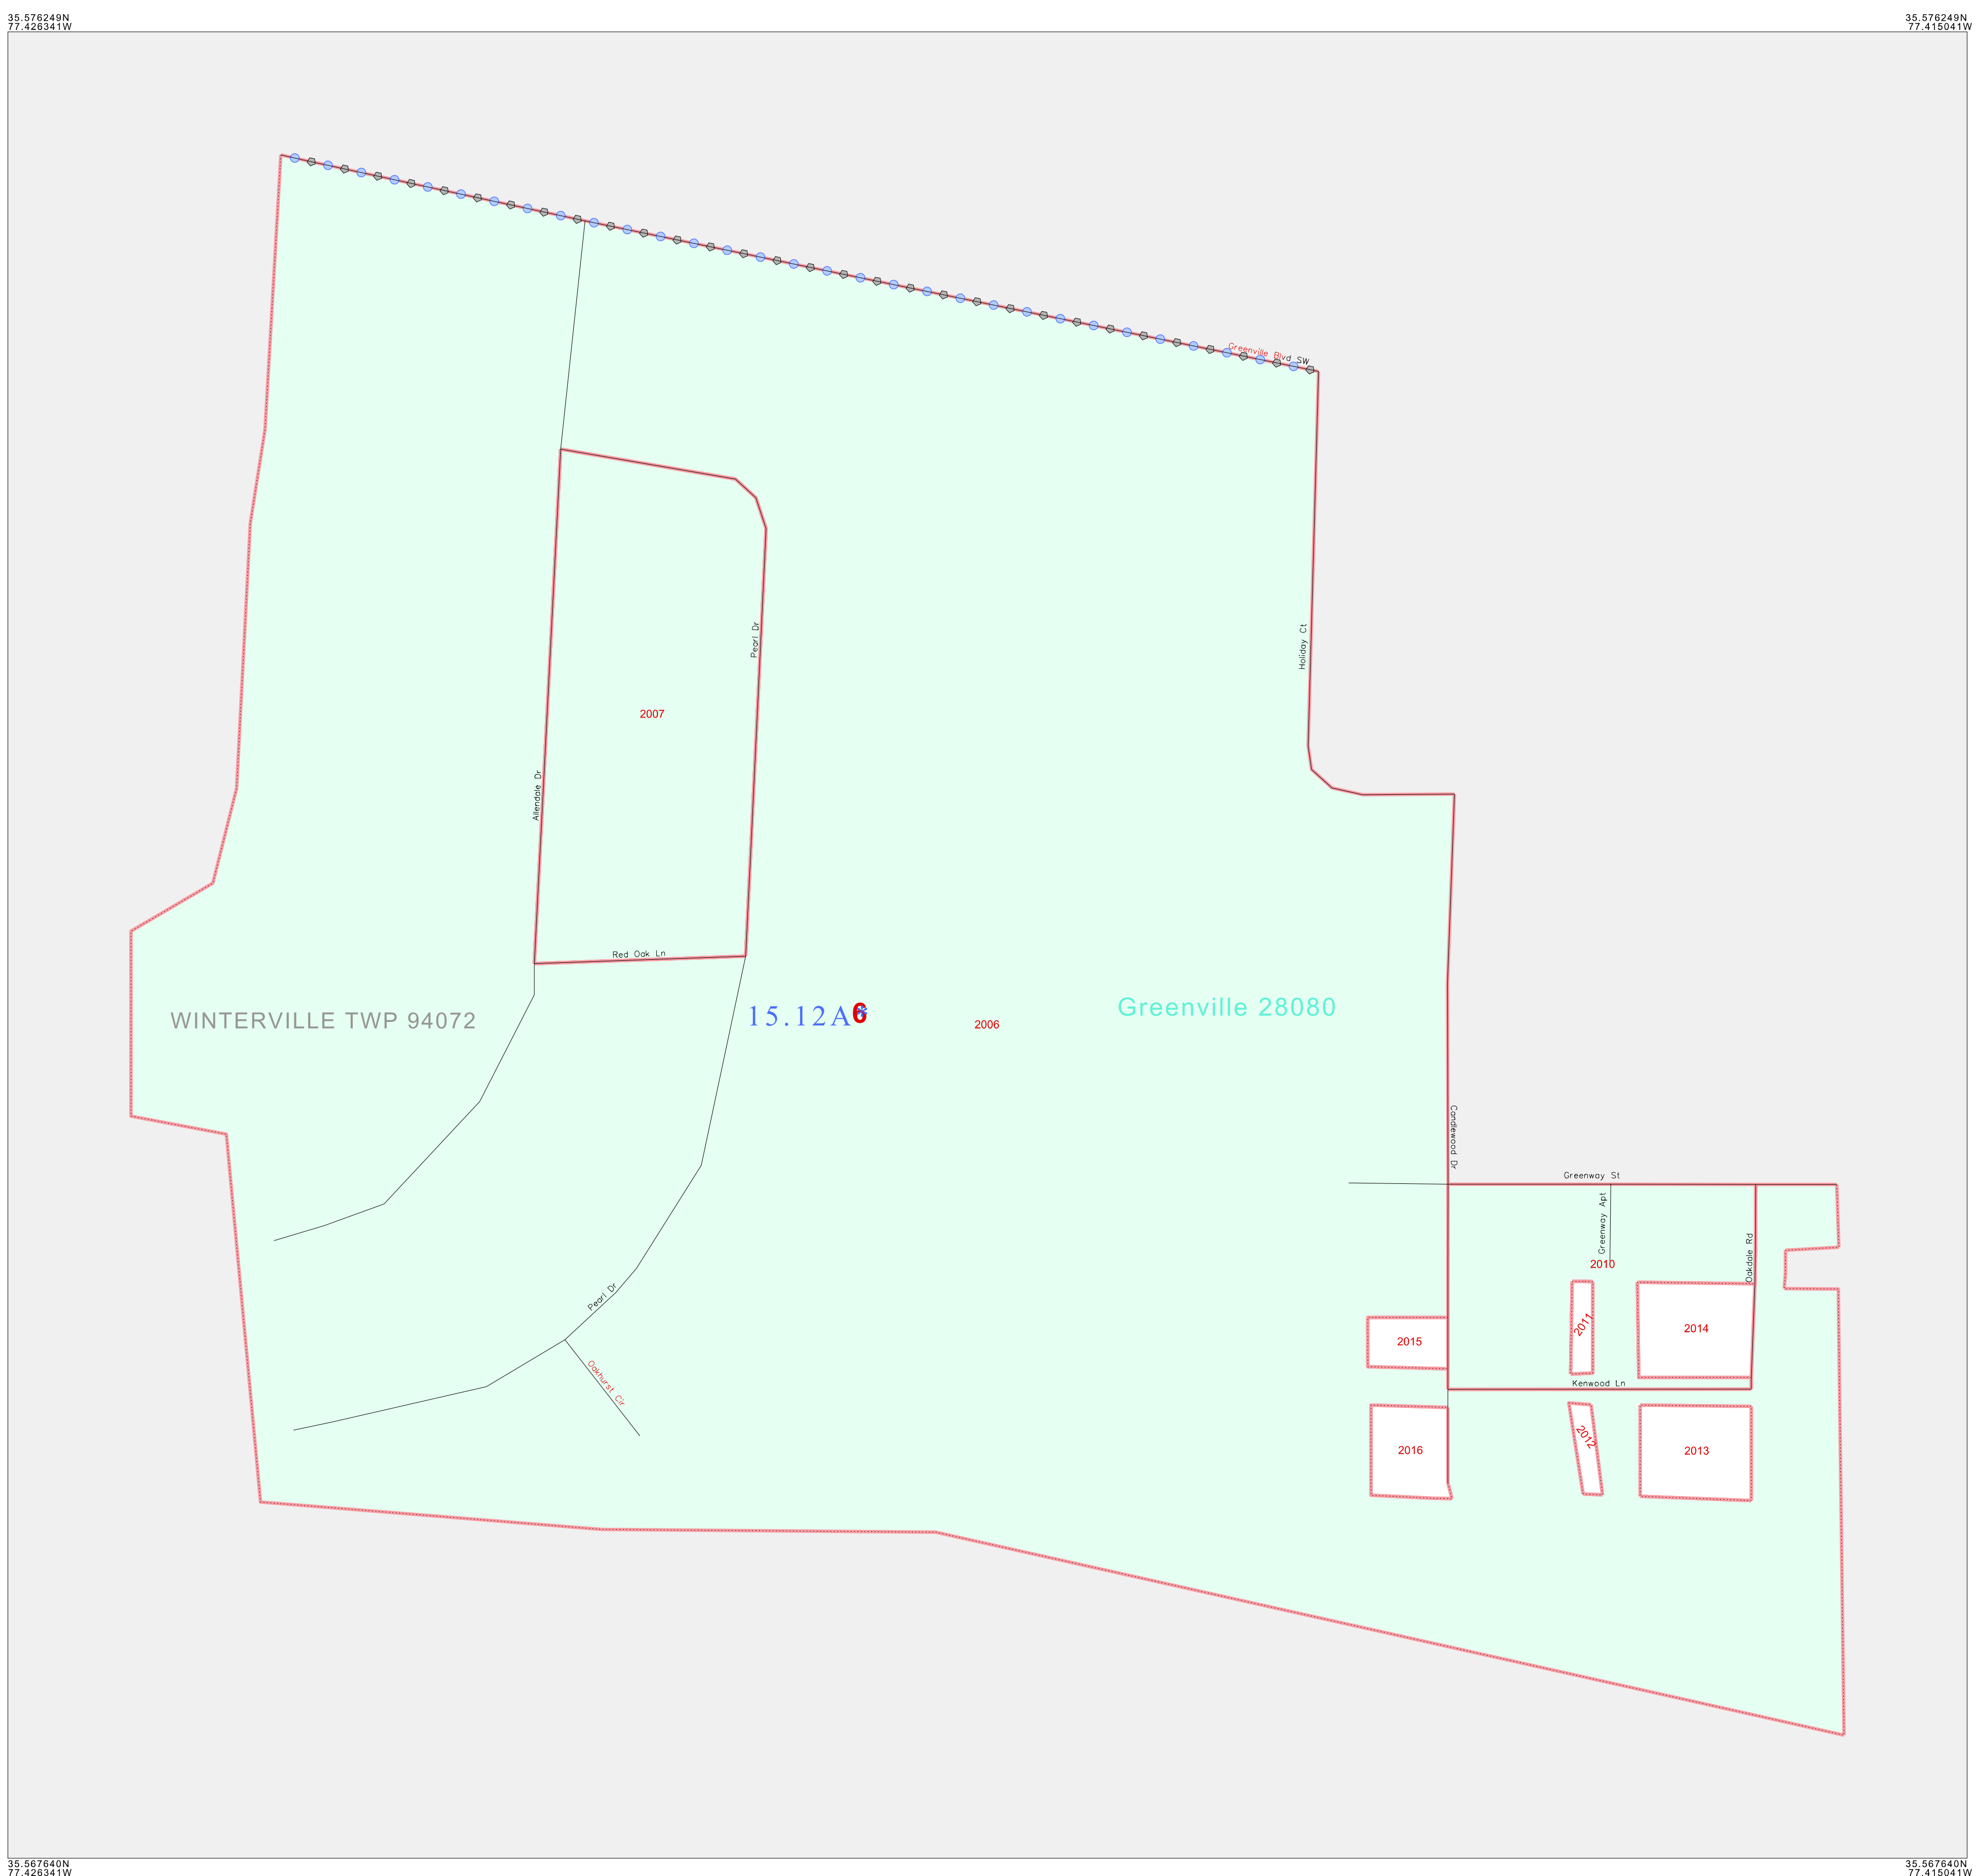 35.576249N
77.426341W
35.576249N
77.415041W
Greenville Blvd SW
Holiday Ct
Pearl Dr
2007
Allendale Dr
Red Oak Ln
WINTERVILLE TWP 94072
15.12A*
6
2006
Greenville 28080
Candlewood Dr
Greenway St
Greenway Apt
Oakdale Rd
2010
2011
2014
2015
Kenwood Ln
Pearl Dr
Oakhurst Cir
2016
2012
2013
35.567640N
77.426341W
35.567640N
77.415041W